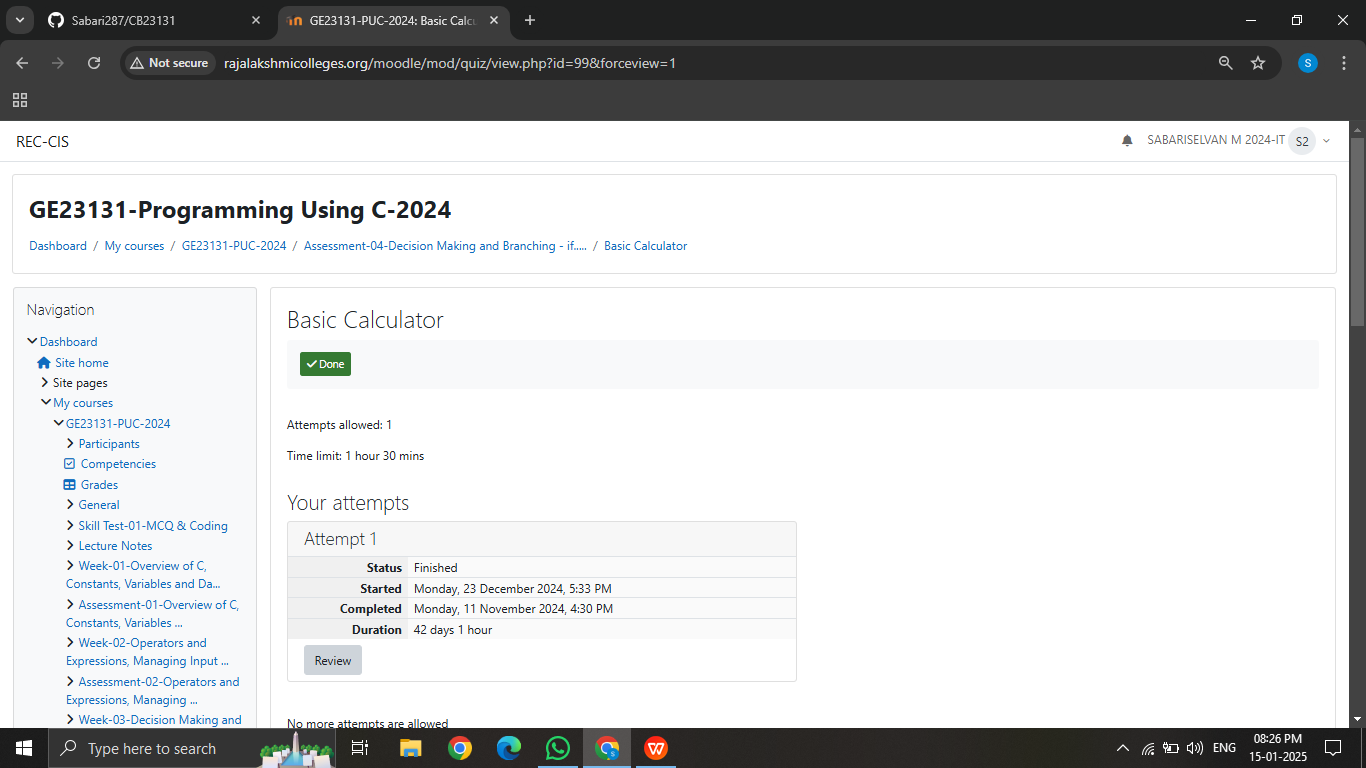 Sabari287/CB23131
GE23131-PUC-2024: Basic Calcu
Not secure
rajalakshmicolleges.org/moodle/mod/quiz/view.php?id=99&forceview=1
S
REC-CIS
SABARISELVAN M 2024-IT
S2
GE23131-Programming Using C-2024
Dashboard / My courses / GE23131-PUC-2024 / Assessment-04-Decision Making and Branching - if..... / Basic Calculator
Navigation
Dashboard
Site home
Site pages
My courses
GE23131-PUC-2024
Participants
Competencies
Grades
General
Skill Test-01-MCQ & Coding
Lecture Notes
Week-01-Overview of C,
Constants, Variables and Da...
Assessment-01-Overview of C,
Constants, Variables ...
Week-02-Operators and
Expressions, Managing Input ...
Assessment-02-Operators and
Expressions, Managing ...
Week-03-Decision Making and
Basic Calculator
Done
Attempts allowed: 1
Time limit: 1 hour 30 mins
Your attempts
Attempt 1
Status Finished
Started Monday, 23 December 2024, 5:33 PM
Completed Monday, 11 November 2024, 4:30 PM
Duration 42 days 1 hour
Review
No more attempts are allowed
Type here to search
S
W
ENG
08:26 PM
15-01-2025